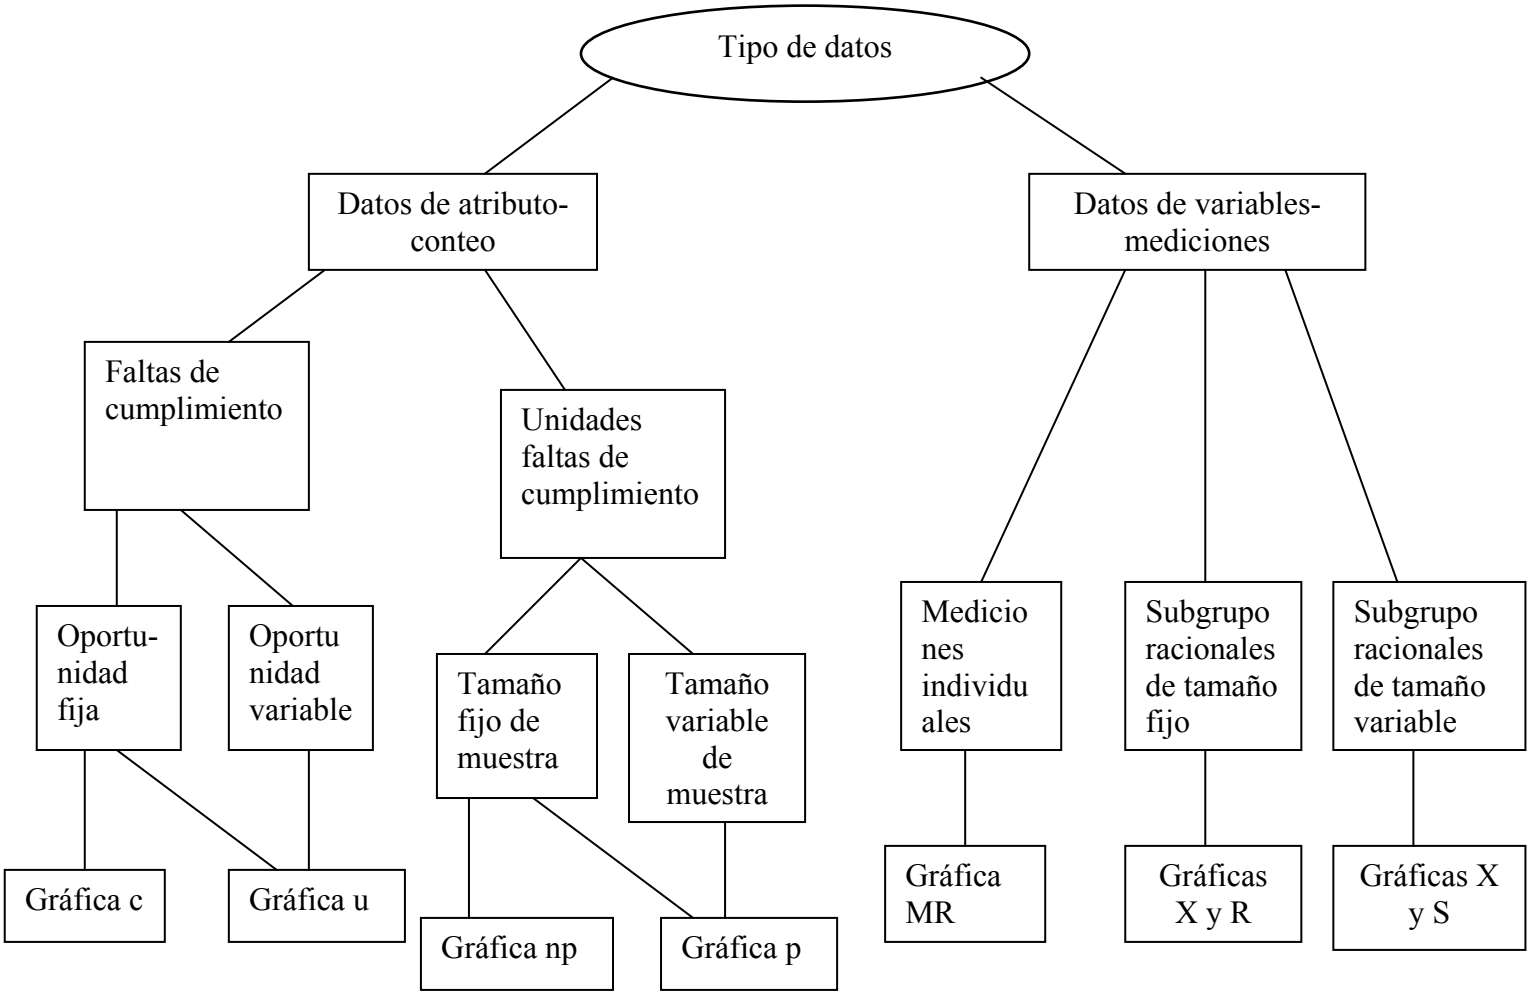 Tipo de datos
Datos de atributo-
conteo
Datos de variables-
mediciones
Faltas de
cumplimiento
Unidades
faltas de
cumplimiento
Oportu-
nidad
fija
Oportu
nidad
variable
Tamaño
fijo de
muestra
Tamaño
variable
de
muestra
Medicio
nes
individu
ales
Subgrupo
racionales
de tamaño
fijo
Subgrupo
racionales
de tamaño
variable
Gráfica c
Gráfica u
Gráfica np
Gráfica p
Gráfica
MR
Gráficas
X y R
Gráficas X
y S